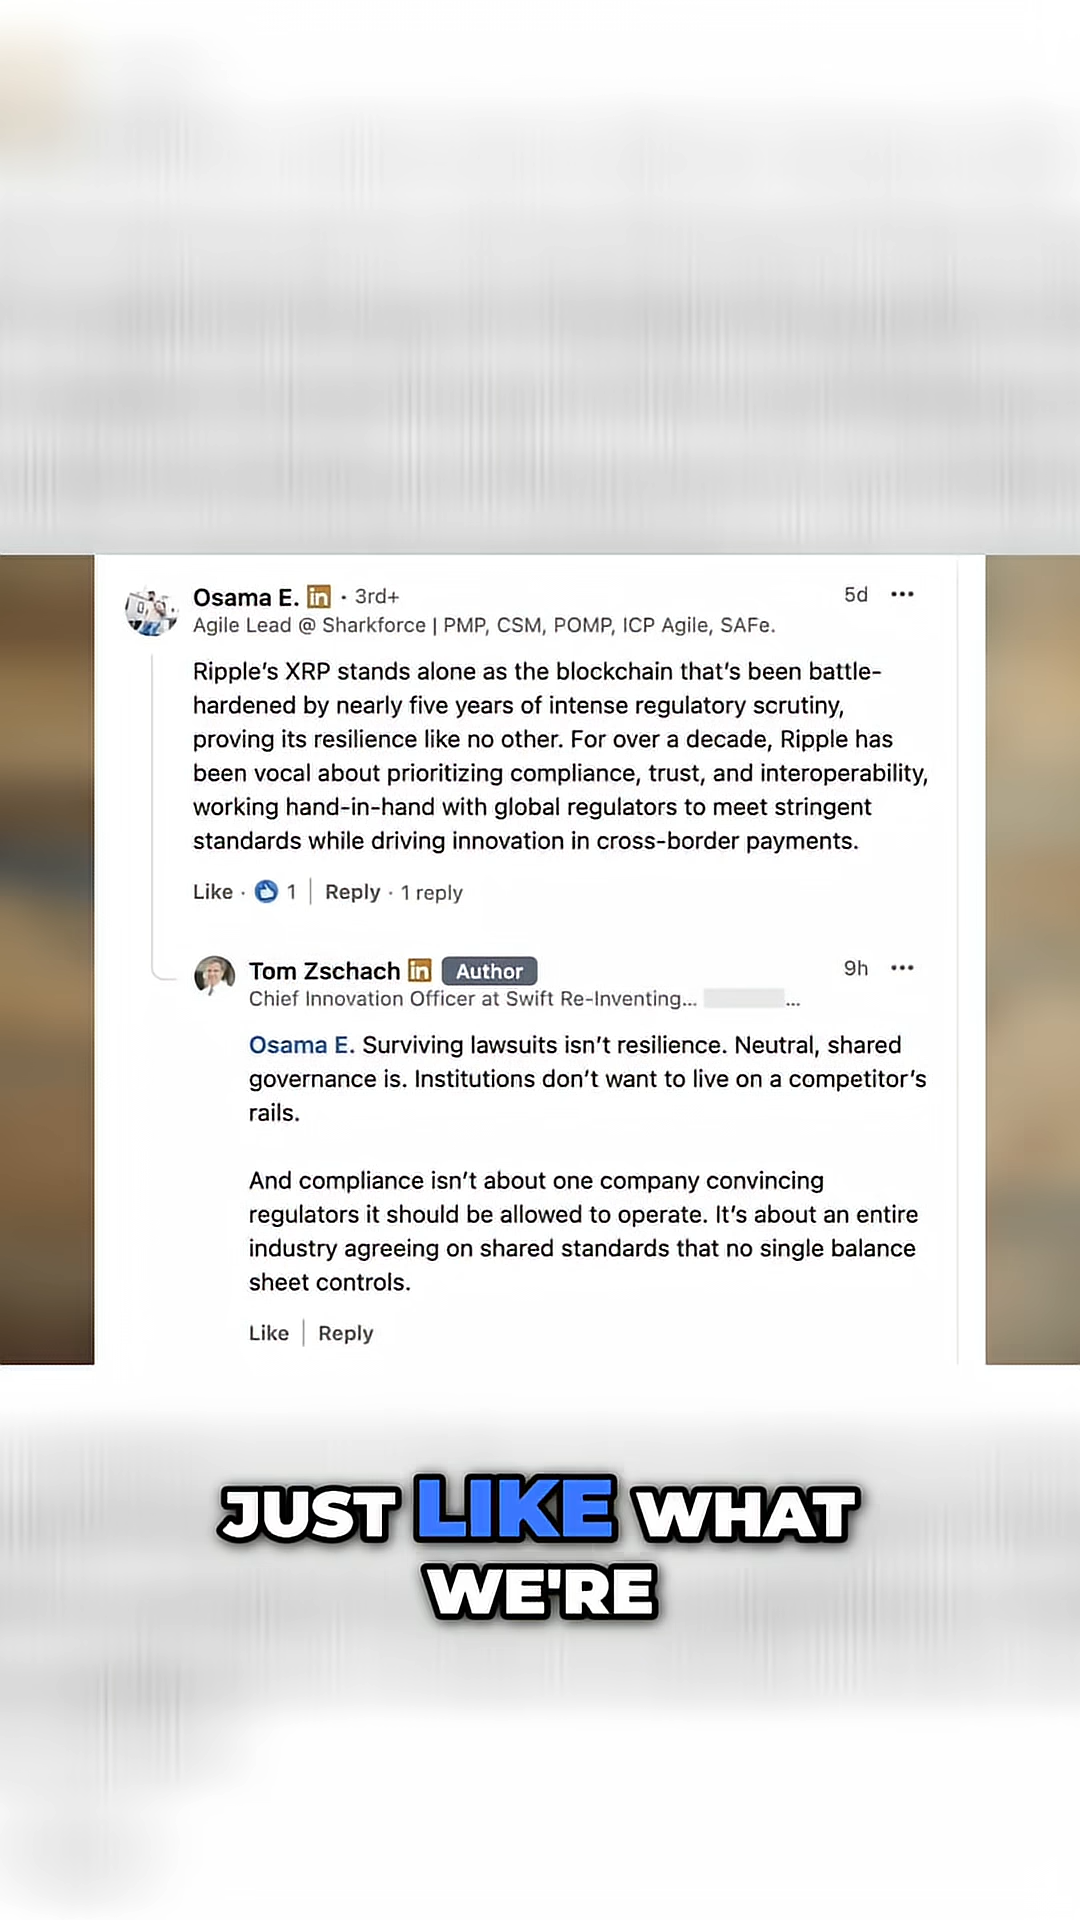 Osama E. in · 3rd+ 5d ...
Agile Lead @ Sharkforce | PMP, CSM, POMP, ICP Agile, SAFe.
Ripple's XRP stands alone as the blockchain that's been battle-
hardened by nearly five years of intense regulatory scrutiny,
proving its resilience like no other. For over a decade, Ripple has
been vocal about prioritizing compliance, trust, and interoperability,
working hand-in-hand with global regulators to meet stringent
standards while driving innovation in cross-border payments.
Like · 1 | Reply · 1 reply
Tom Zschach in Author 9h ...
Chief Innovation Officer at Swift Re-Inventing... ...
Osama E. Surviving lawsuits isn't resilience. Neutral, shared
governance is. Institutions don't want to live on a competitor's
rails.
And compliance isn't about one company convincing
regulators it should be allowed to operate. It's about an entire
industry agreeing on shared standards that no single balance
sheet controls.
Like | Reply
JUST LIKE WHAT
WE'RE